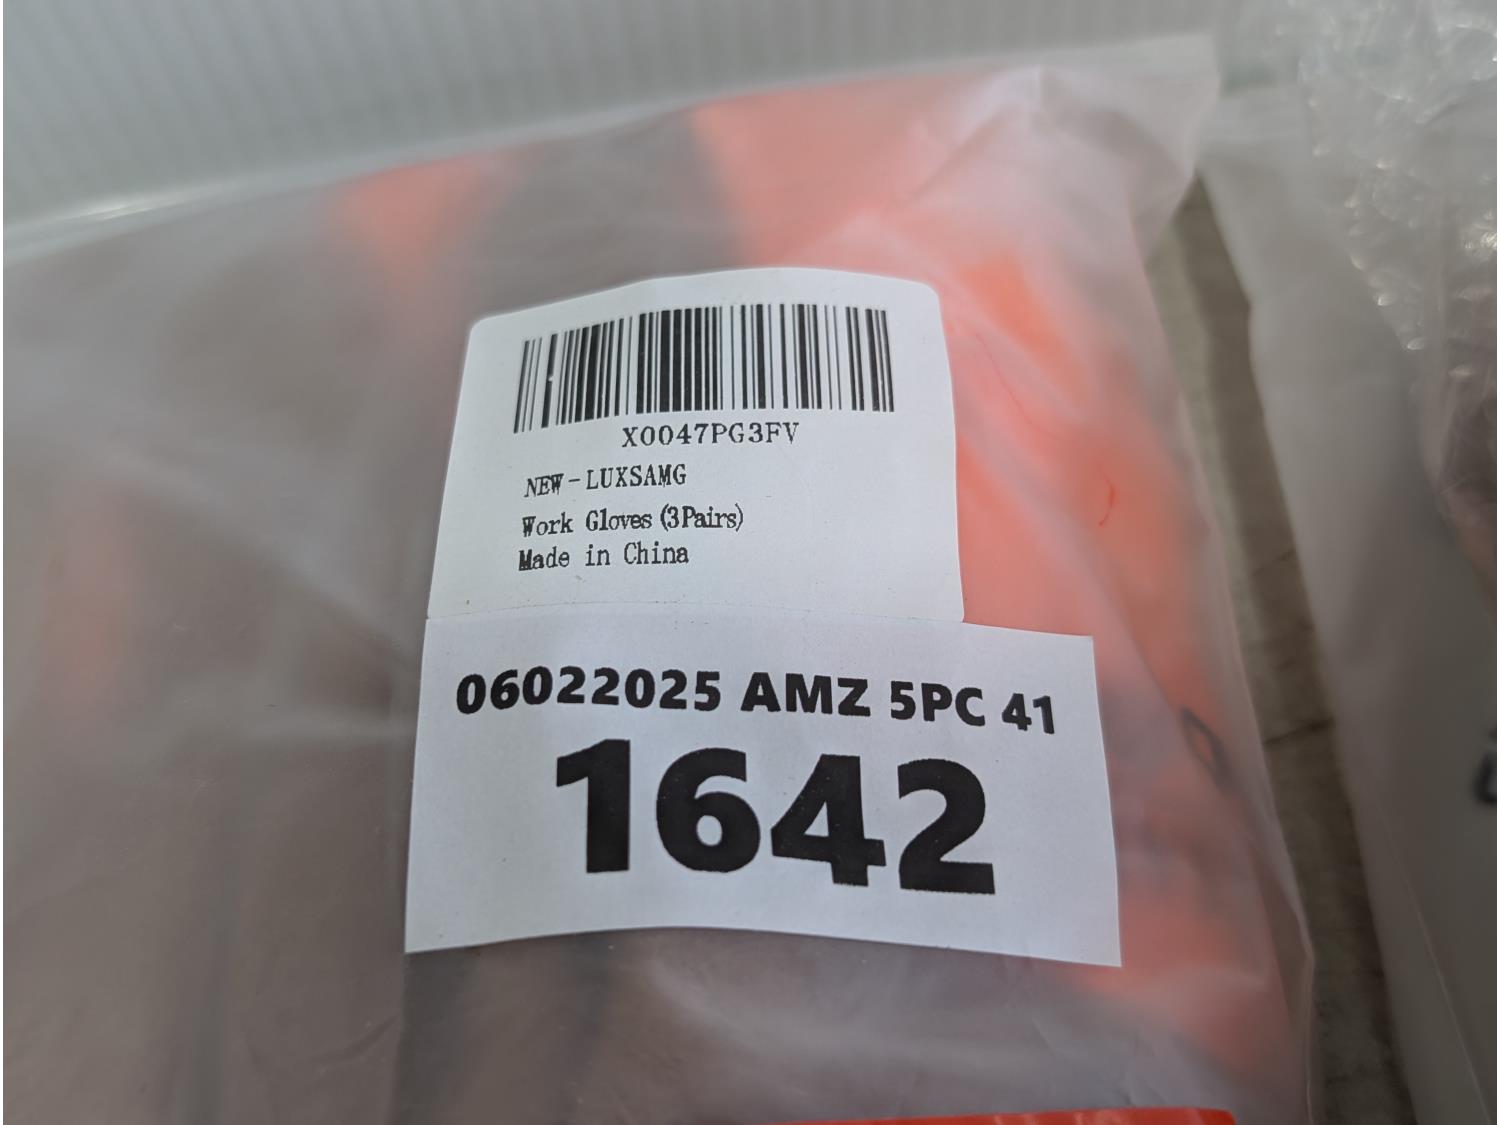 X0047PG3FV
NEW-LUXSAMG
Work Gloves (3Pairs)
Made in China
06022025 AMZ 5PC 41
1642